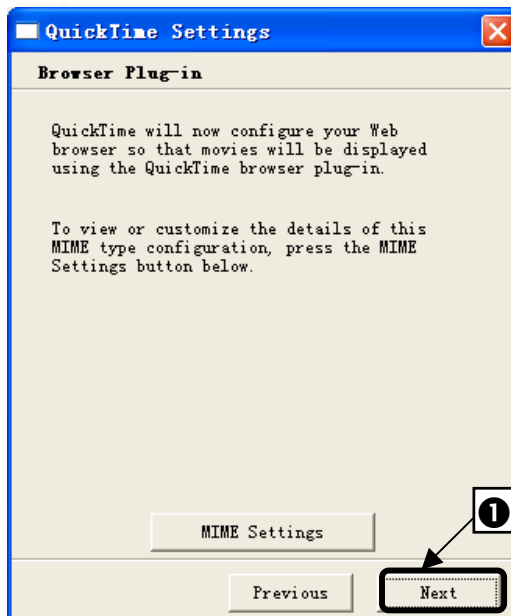 QuickTime Settings
Browser Plug-in
QuickTime will now configure your Web
browser so that movies will be displayed
using the QuickTime browser plug-in.
To view or customize the details of this
MIME type configuration, press the MIME
Settings button below.
MIME Settings
1
Previous
Next